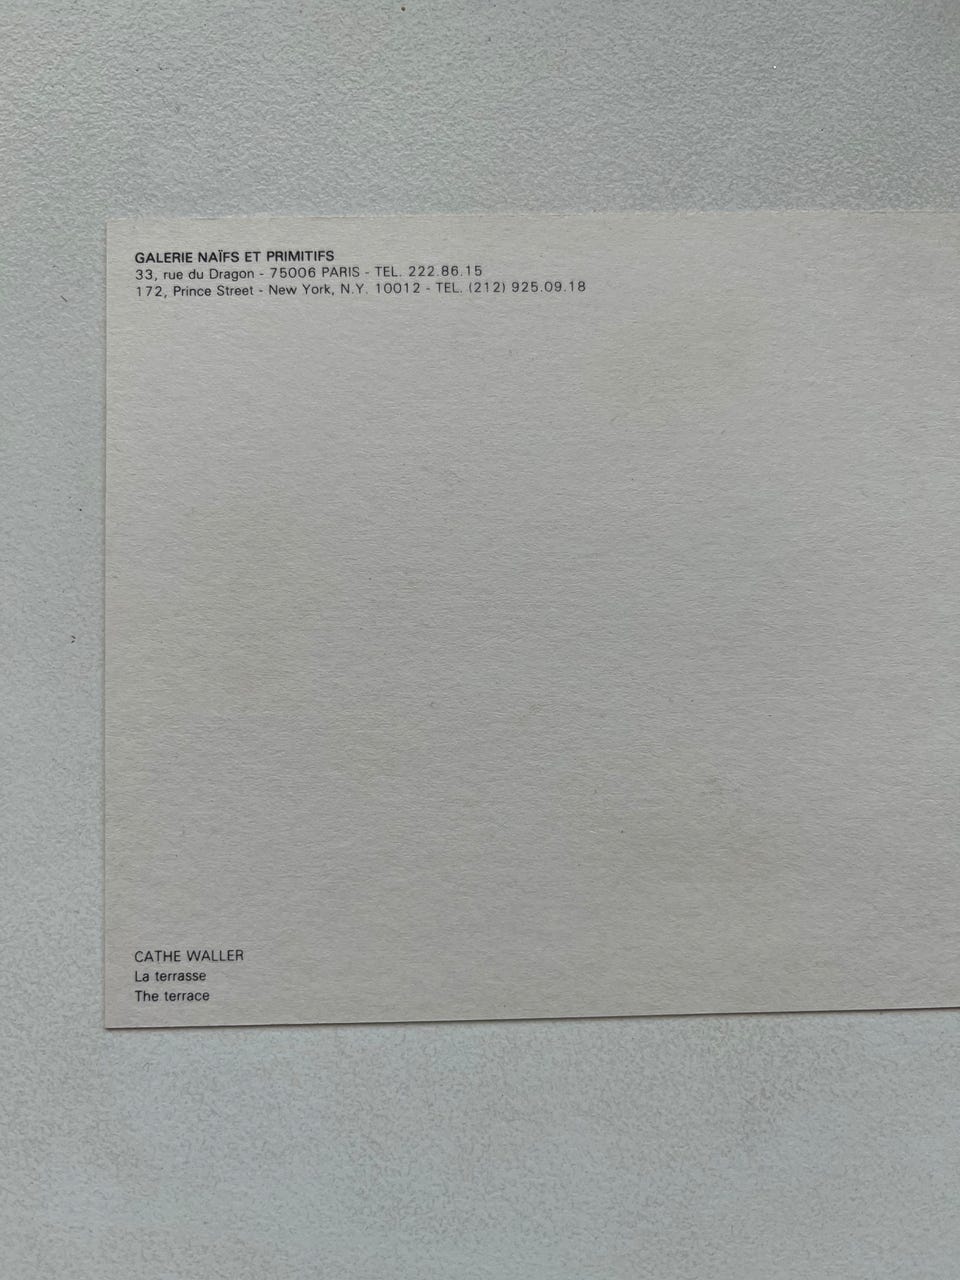 GALERIE NAÏFS ET PRIMITIFS
33, rue du Dragon - 75006 PARIS - TEL. 222.86.15
172, Prince Street - New York, N.Y. 10012 - TEL. (212) 925.09.18
CATHE WALLER
La terrasse
The terrace